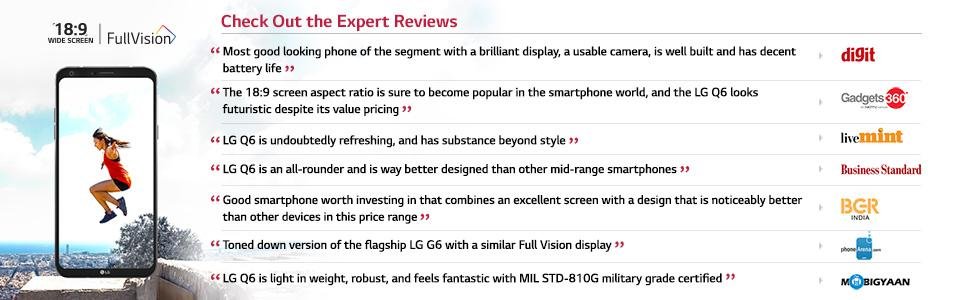 18:9
WIDE SCREEN
FullVision
LG
Check Out the Expert Reviews
“ Most good looking phone of the segment with a brilliant display, a usable camera, is well built and has decent
battery life ”
digit
“ The 18:9 screen aspect ratio is sure to become popular in the smartphone world, and the LG Q6 looks
futuristic despite its value pricing ”
Gadgets 360°
“ LG Q6 is undoubtedly refreshing, and has substance beyond style ”
livemint
“ LG Q6 is an all-rounder and is way better designed than other mid-range smartphones ”
Business Standard
“ Good smartphone worth investing in that combines an excellent screen with a design that is noticeably better
than other devices in this price range ”
BGR
INDIA
“ Toned down version of the flagship LG G6 with a similar Full Vision display ”
phoneArena.com
“ LG Q6 is light in weight, robust, and feels fantastic with MIL STD-810G military grade certified ”
MOBIGYAAN